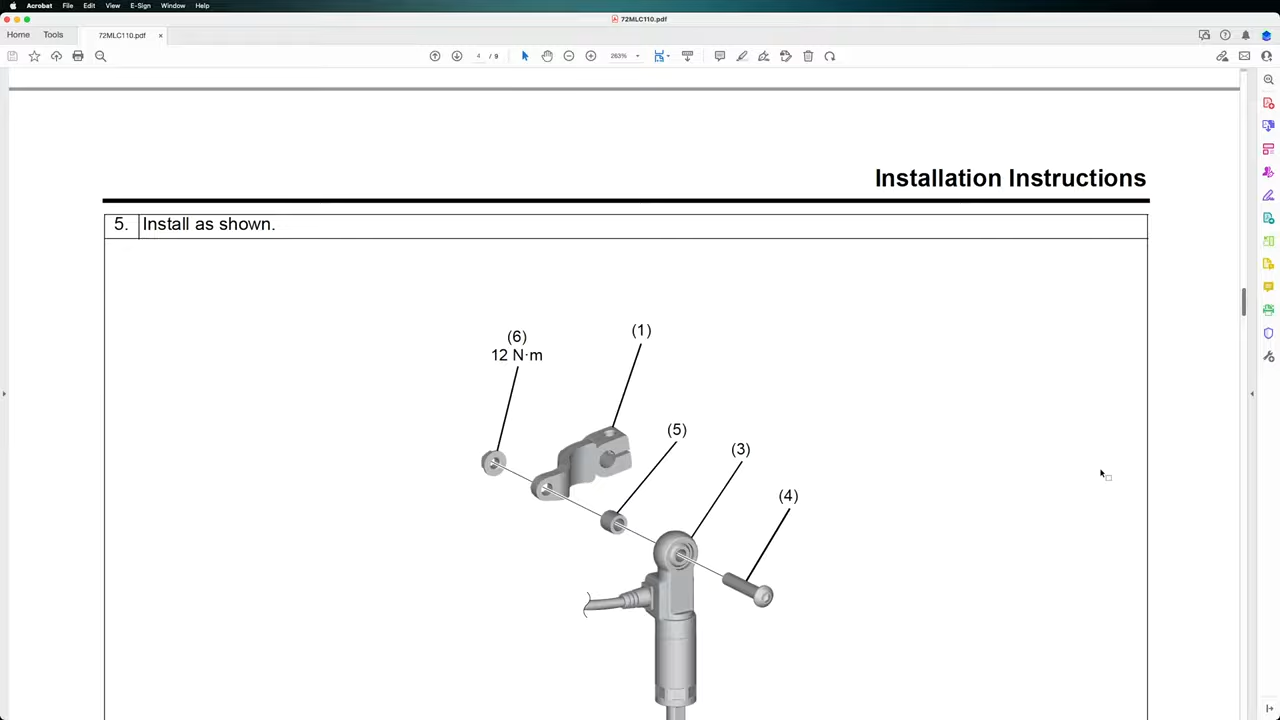 Acrobat File Edit View E-Sign Window Help
72MLC110.pdf
Home Tools 72MLC110.pdf ×
4 / 9 263%
Installation Instructions
5. Install as shown.
(1)
(6)
12 N·m
(5)
(3)
(4)